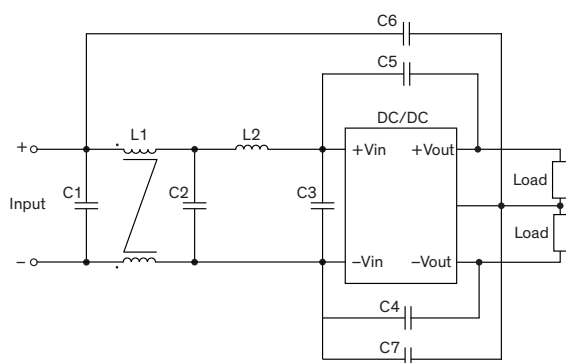 C6
C5
DC/DC
L1
L2
+
+Vin
+Vout
Load
Input
C1
C2
C3
Load
−
−Vin
−Vout
C4
C7